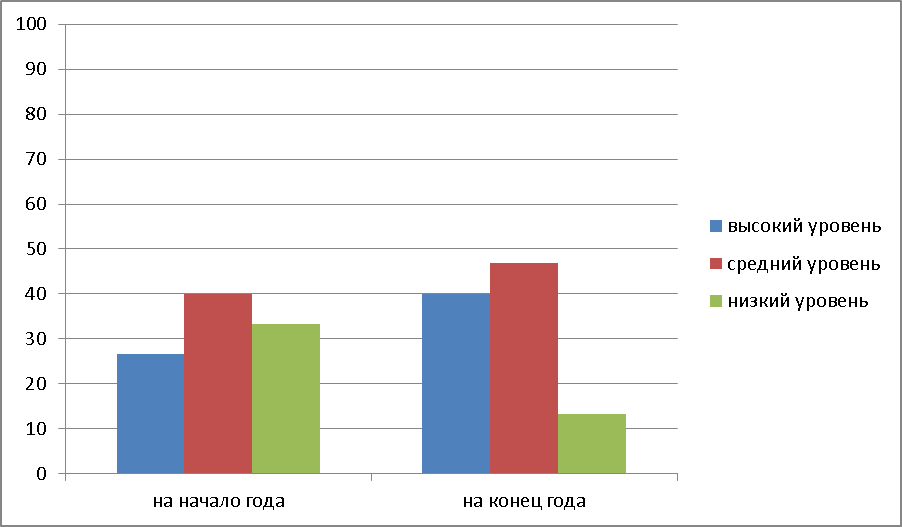 100
90
80
70
60
50
40
30
20
10
0
на начало года
на конец года
высокий уровень
средний уровень
низкий уровень